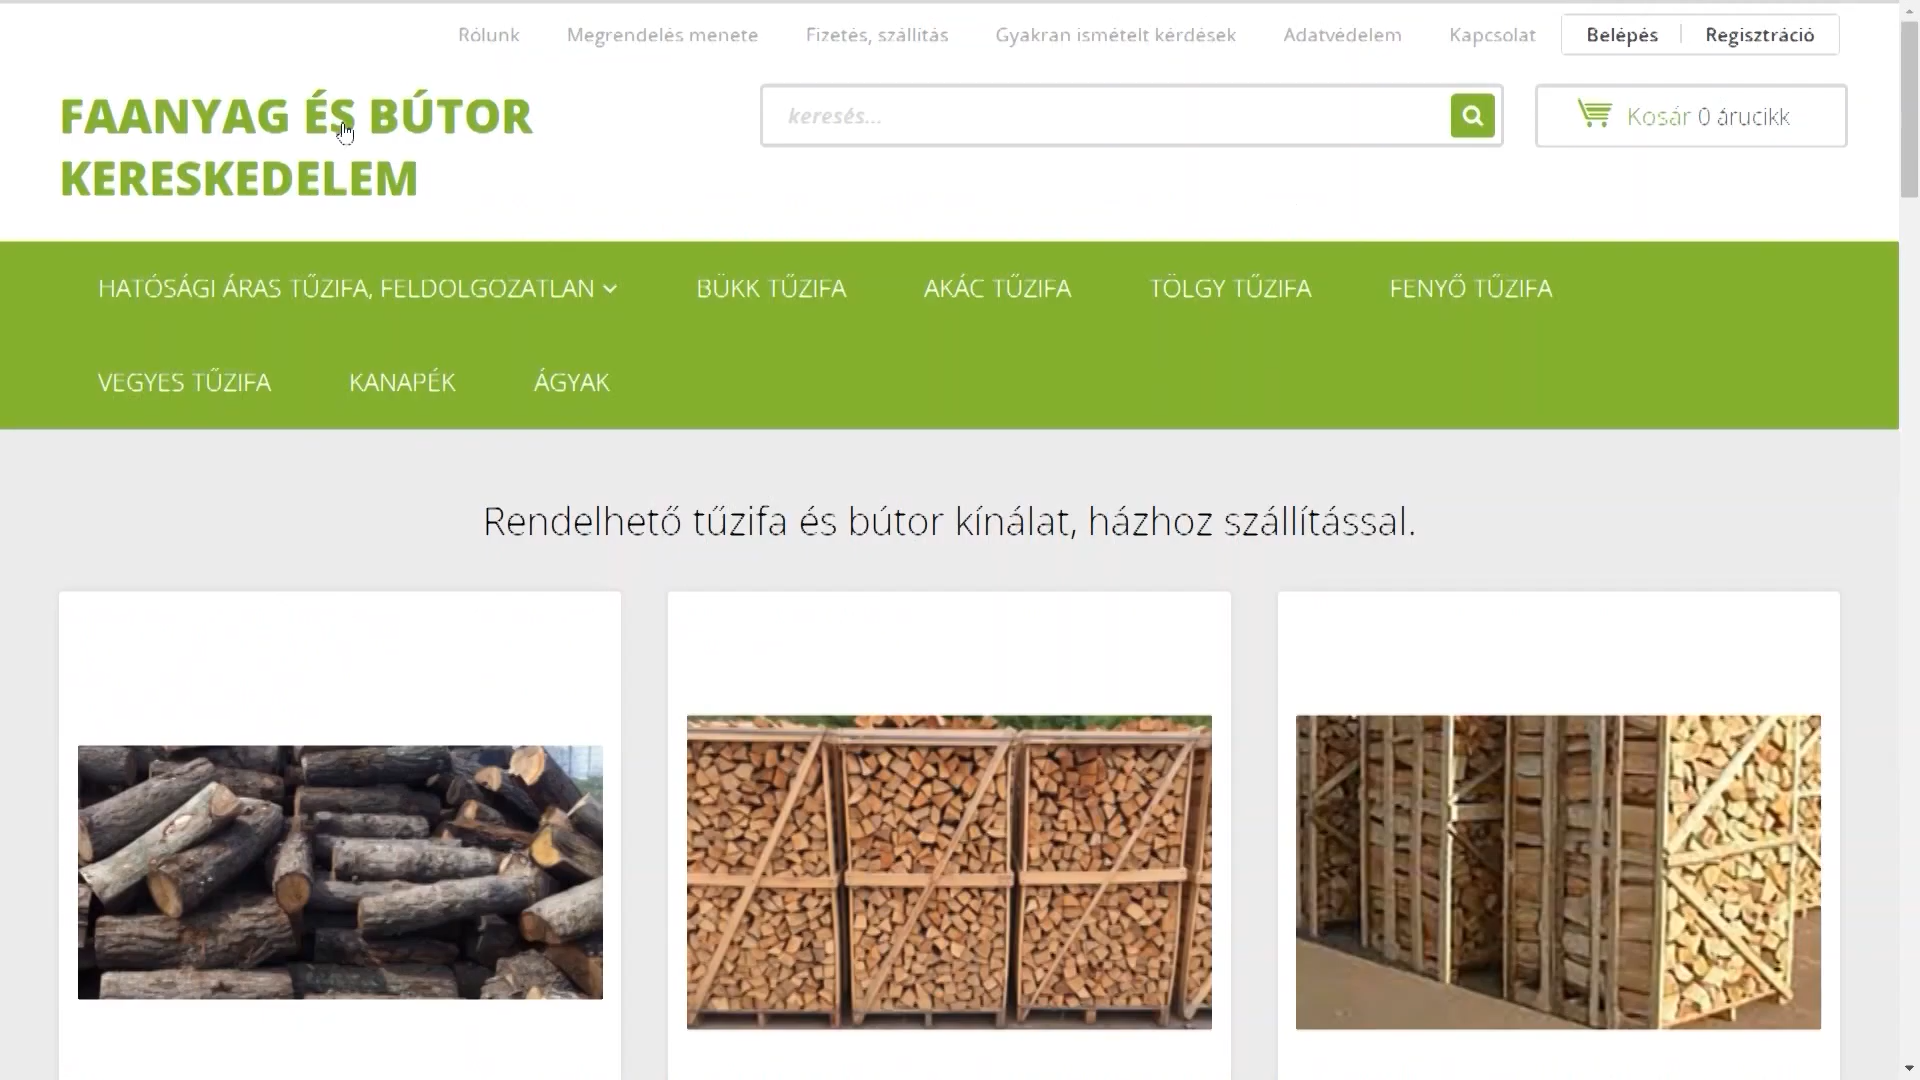 Rólunk Megrendelés menete Fizetés, szállítás Gyakran ismételt kérdések Adatvédelem Kapcsolat Belépés Regisztráció
FAANYAG ÉS BÚTOR
KERESKEDELEM
keresés...
Kosár 0 árucikk
HATÓSÁGI ÁRAS TŰZIFA, FELDOLGOZATLAN BÜKK TŰZIFA AKÁC TŰZIFA TÖLGY TŰZIFA FENYŐ TŰZIFA
VEGYES TŰZIFA KANAPÉK ÁGYAK
Rendelhető tűzifa és bútor kínálat, házhoz szállítással.